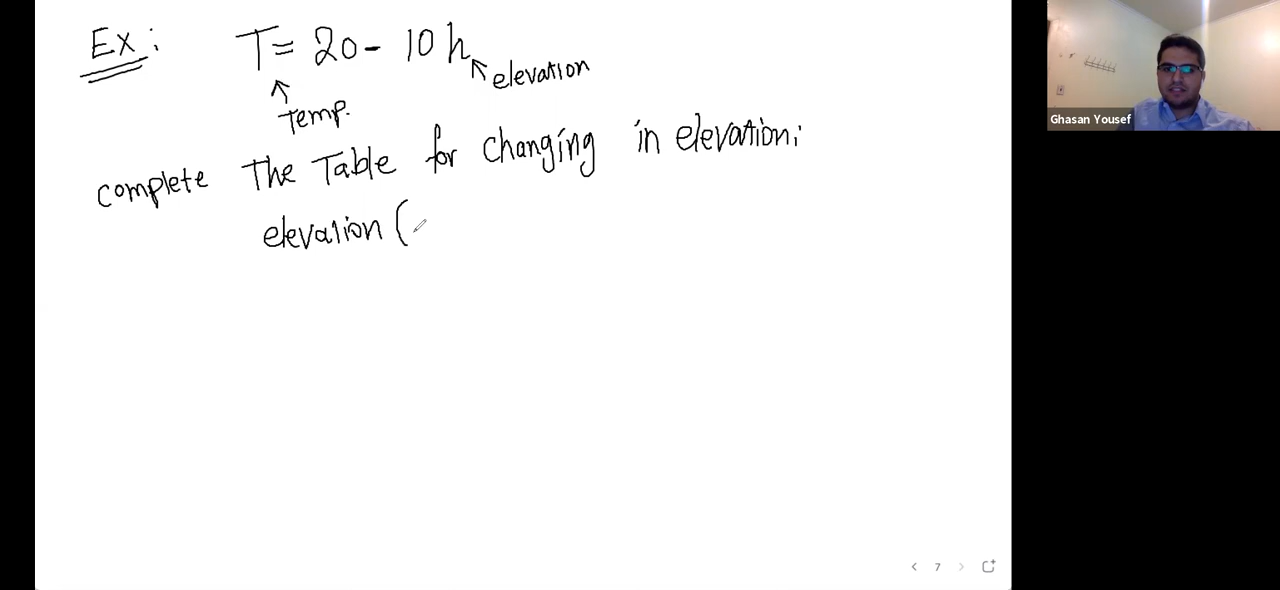 Ex: T = 20 - 10 h
elevation
Temp.
complete The Table for changing in elevation:
elevation (
Ghasan Yousef
< 7 >